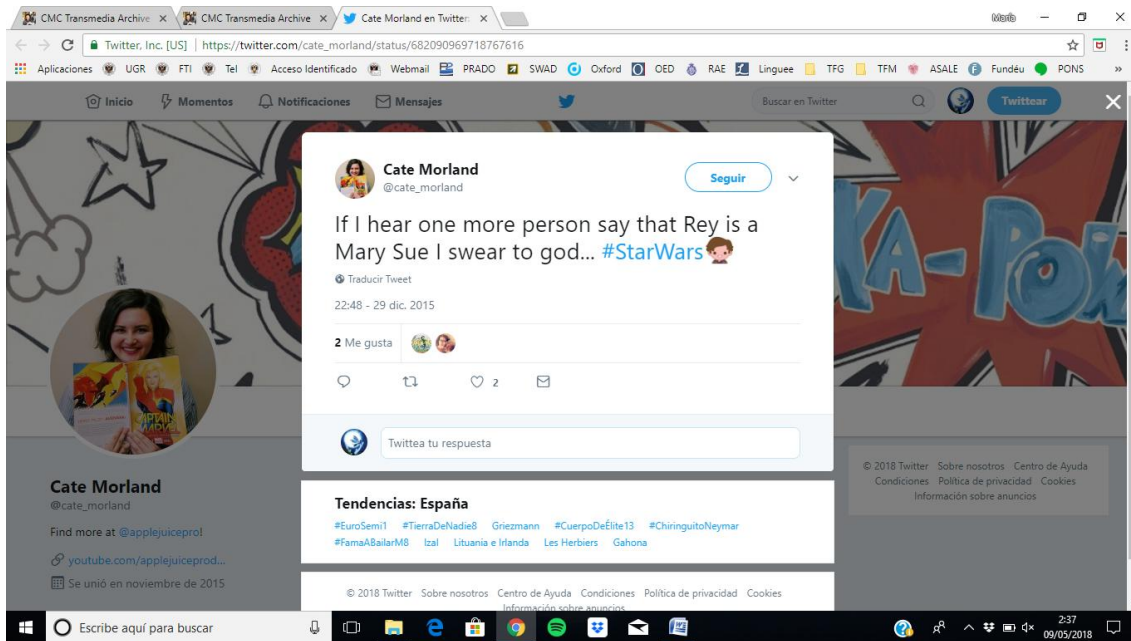 CMC Transmedia Archive
CMC Transmedia Archive
Cate Morland en Twitter:
María
Twitter, Inc. [US] | https://twitter.com/cate_morland/status/682090969718767616
Aplicaciones UGR FTI Tel Acceso Identificado Webmail PRADO SWAD Oxford OED RAE Linguee TFG TFM ASALE Fundéu PONS »
Inicio Momentos Notificaciones Mensajes Buscar en Twitter Twittear
KA-POW
Cate Morland
@cate_morland
Seguir
If I hear one more person say that Rey is a
Mary Sue I swear to god... #StarWars
Traducir Tweet
22:48 - 29 dic. 2015
2 Me gusta
2
Twittea tu respuesta
CAPTAIN
MARVEL
Cate Morland
@cate_morland
Find more at @applejuiceprol
youtube.com/applejuiceprod...
Se unió en noviembre de 2015
Tendencias: España
#EuroSemi1 #TierraDeNadie8 Griezmann #CuerpoDeÉlite13 #ChiringuitoNeymar
#FamaABailarM8 Izal Lituania e Irlanda Les Herbiers Gahona
© 2018 Twitter Sobre nosotros Centro de Ayuda Condiciones Política de privacidad Cookies
Información sobre anuncios
© 2018 Twitter Sobre nosotros Centro de Ayuda
Condiciones Política de privacidad Cookies
Información sobre anuncios
Escribe aquí para buscar
2:37
09/05/2018